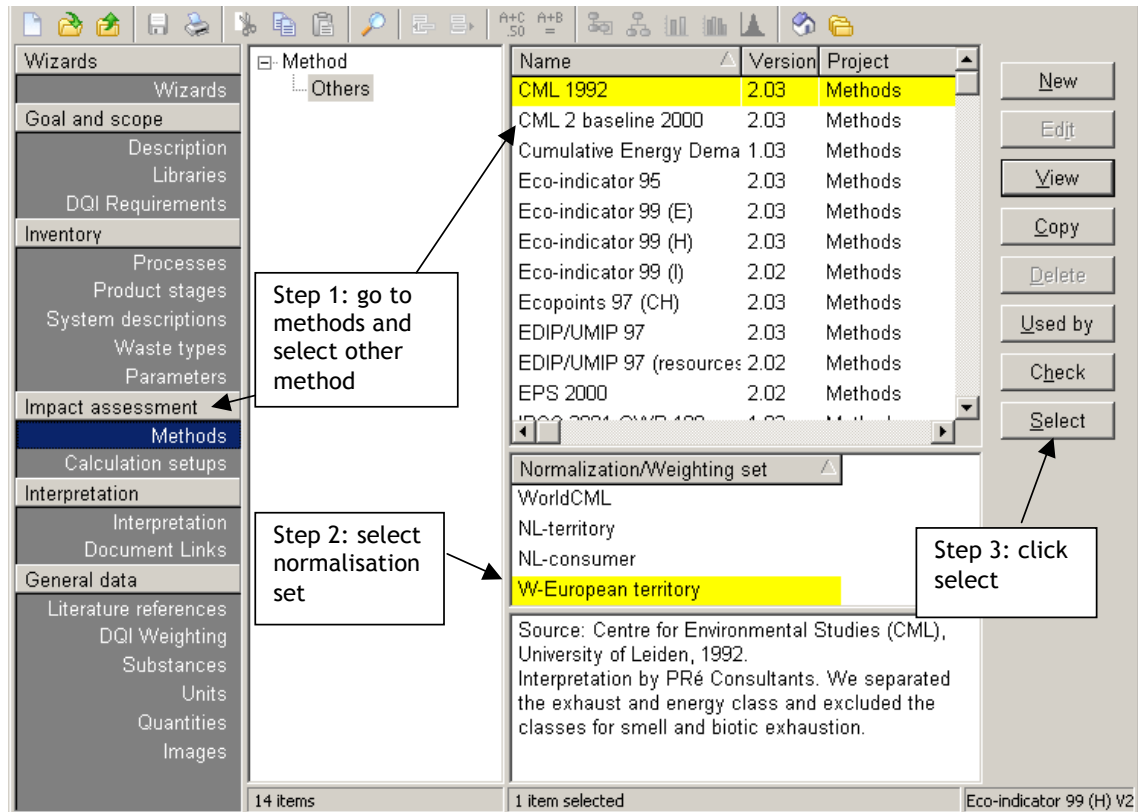 A+C
.50
A+B
=
Wizards
Wizards
Goal and scope
Description
Libraries
DQI Requirements
Inventory
Processes
Product stages
System descriptions
Waste types
Parameters
Impact assessment
Methods
Calculation setups
Interpretation
Interpretation
Document Links
General data
Literature references
DQI Weighting
Substances
Units
Quantities
Images
Method
Others
14 items
Step 1: go to
methods and
select other
method
Step 2: select
normalisation
set
Name Version Project
CML 1992 2.03 Methods
CML 2 baseline 2000 2.03 Methods
Cumulative Energy Dema 1.03 Methods
Eco-indicator 95 2.03 Methods
Eco-indicator 99 (E) 2.03 Methods
Eco-indicator 99 (H) 2.03 Methods
Eco-indicator 99 (I) 2.02 Methods
Ecopoints 97 (CH) 2.03 Methods
EDIP/UMIP 97 2.03 Methods
EDIP/UMIP 97 (resources 2.02 Methods
EPS 2000 2.02 Methods
Normalization/Weighting set
WorldCML
NL-territory
NL-consumer
W-European territory
Source: Centre for Environmental Studies (CML),
University of Leiden, 1992.
Interpretation by PRé Consultants. We separated
the exhaust and energy class and excluded the
classes for smell and biotic exhaustion.
1 item selected
New
Edit
View
Copy
Delete
Used by
Check
Select
Step 3: click
select
Eco-indicator 99 (H) V2